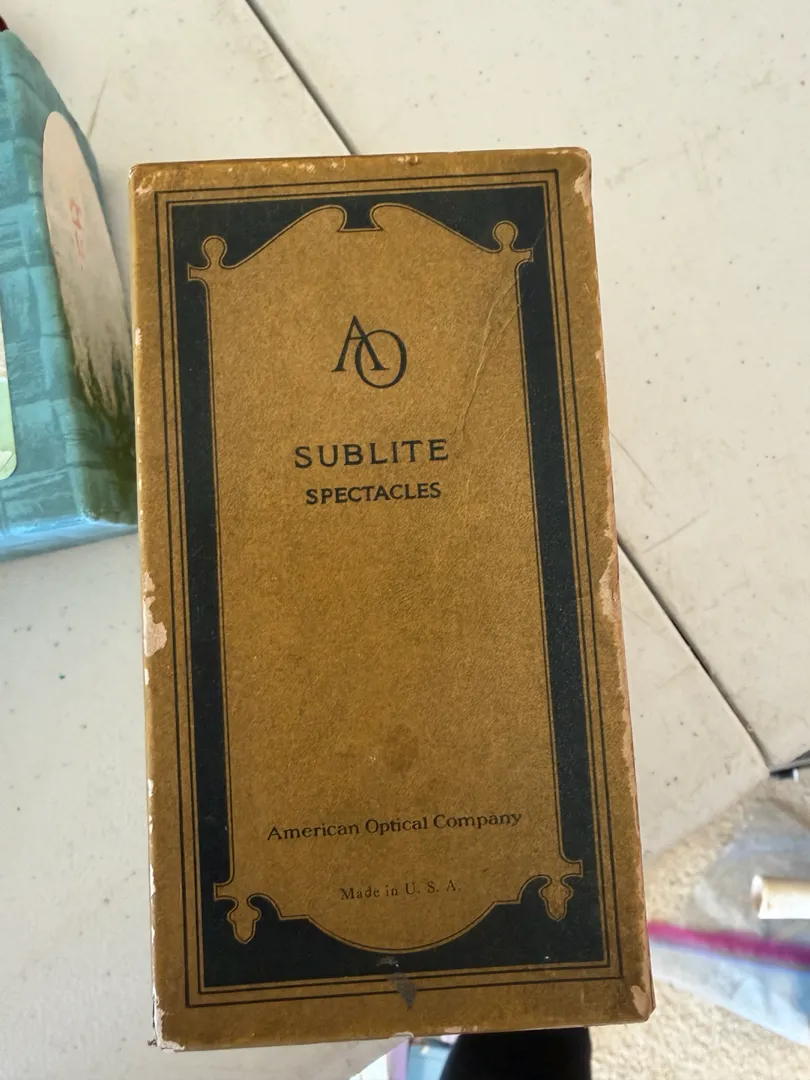 AO
SUBLITE
SPECTACLES
American Optical Company
Made in U. S. A.